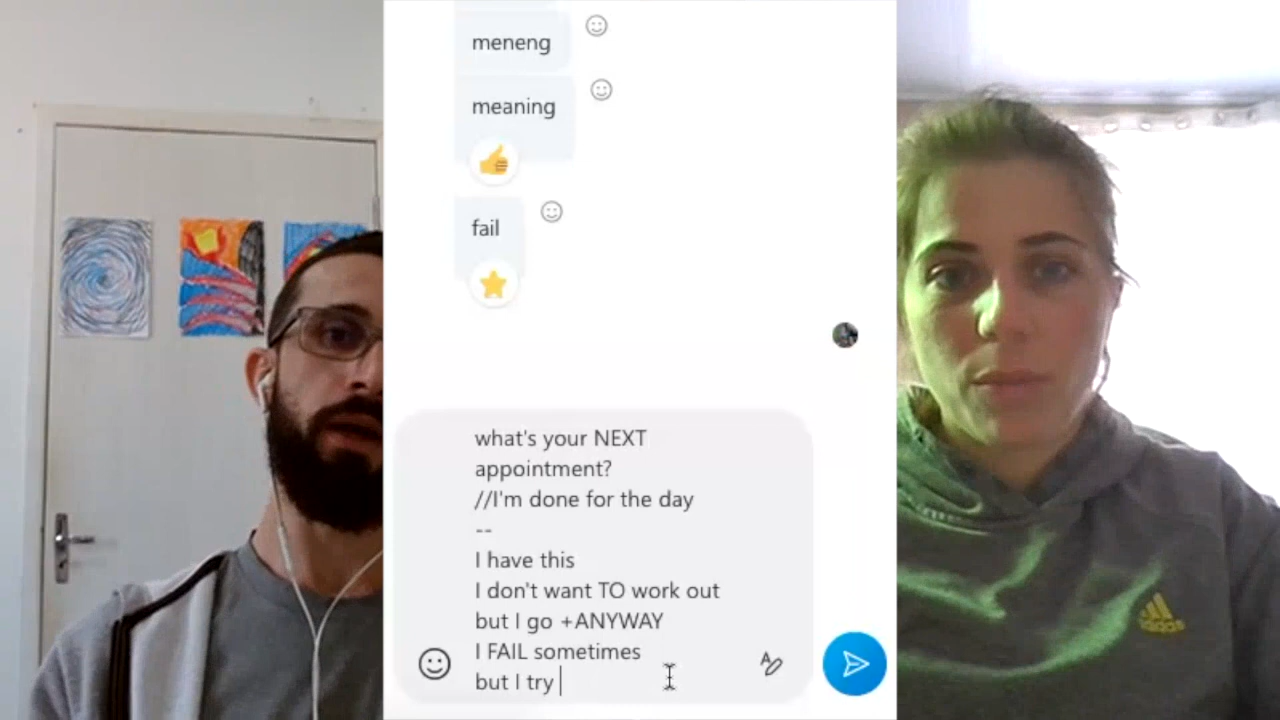 meneng
meaning
fail
what's your NEXT
appointment?
//I'm done for the day
--
I have this
I don't want TO work out
but I go +ANYWAY
I FAIL sometimes
but I try
adidas